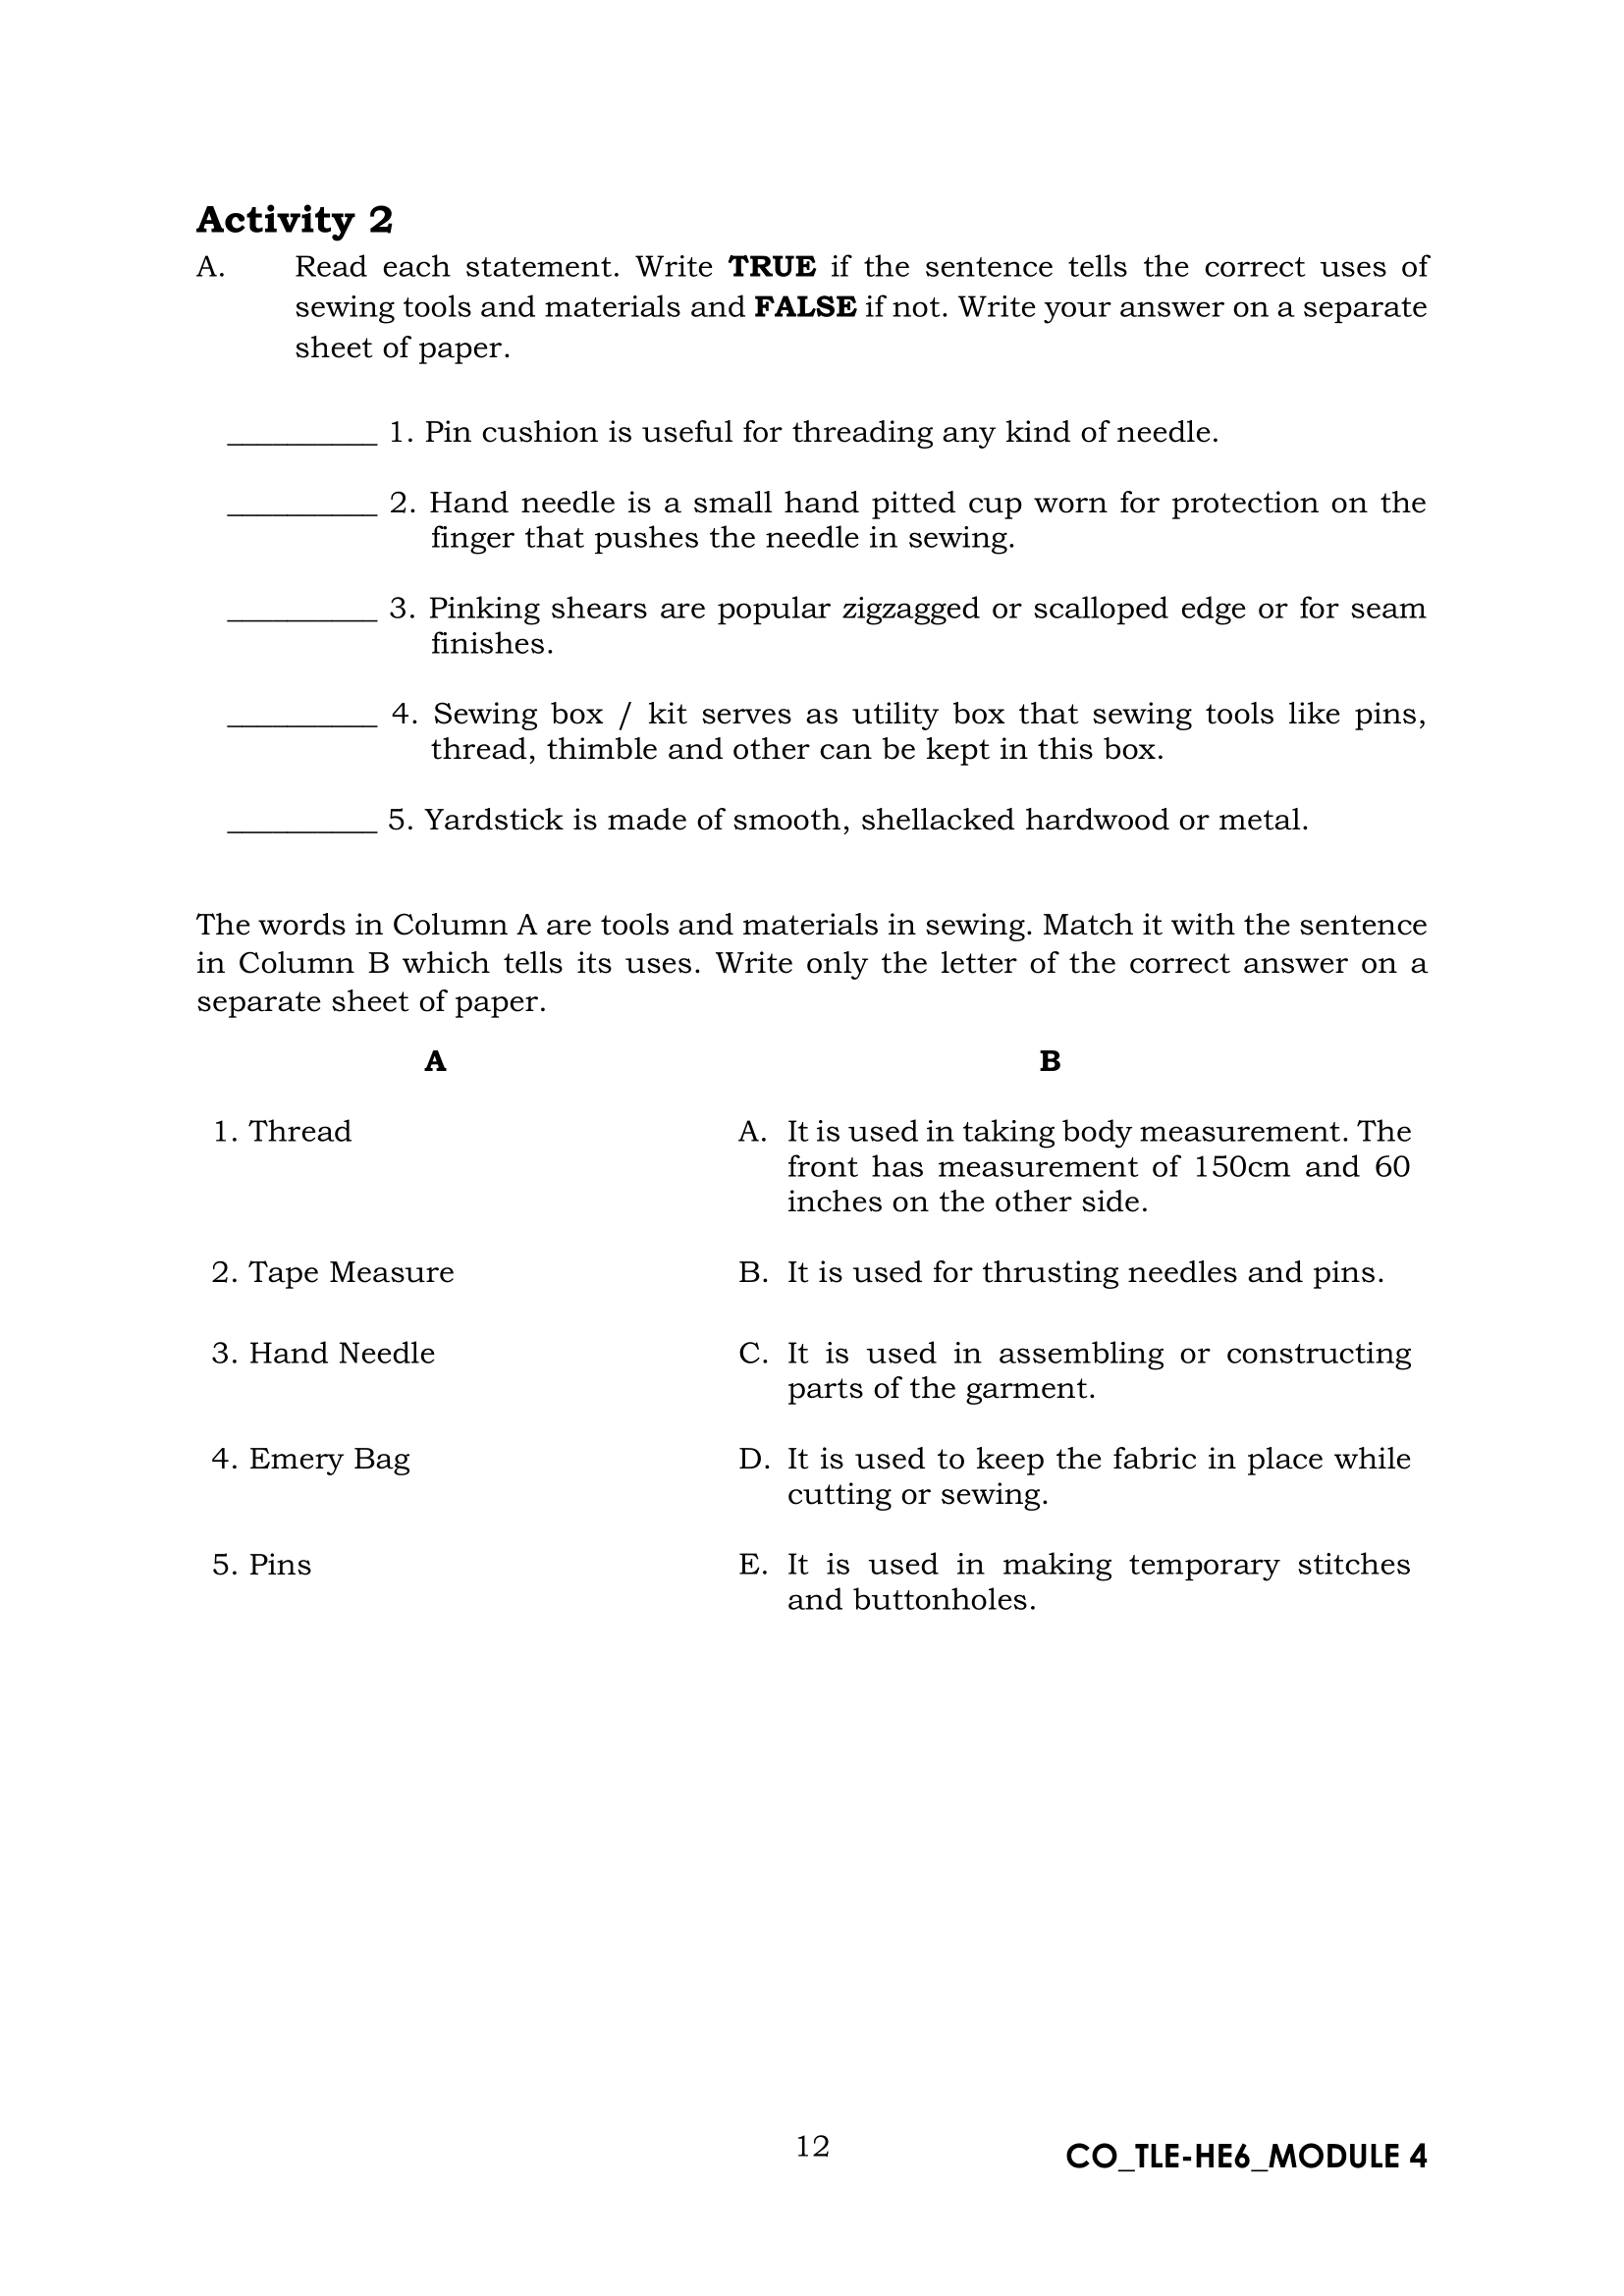 Activity 2
A. Read each statement. Write TRUE if the sentence tells the correct uses of
sewing tools and materials and FALSE if not. Write your answer on a separate
sheet of paper.
__________ 1. Pin cushion is useful for threading any kind of needle.
__________ 2. Hand needle is a small hand pitted cup worn for protection on the
finger that pushes the needle in sewing.
__________ 3. Pinking shears are popular zigzagged or scalloped edge or for seam
finishes.
__________ 4. Sewing box / kit serves as utility box that sewing tools like pins,
thread, thimble and other can be kept in this box.
__________ 5. Yardstick is made of smooth, shellacked hardwood or metal.
The words in Column A are tools and materials in sewing. Match it with the sentence
in Column B which tells its uses. Write only the letter of the correct answer on a
separate sheet of paper.
A B
1. Thread A. It is used in taking body measurement. The
front has measurement of 150cm and 60
inches on the other side.
2. Tape Measure B. It is used for thrusting needles and pins.
3. Hand Needle C. It is used in assembling or constructing
parts of the garment.
4. Emery Bag D. It is used to keep the fabric in place while
cutting or sewing.
5. Pins E. It is used in making temporary stitches
and buttonholes.
12 CO_TLE-HE6_MODULE 4